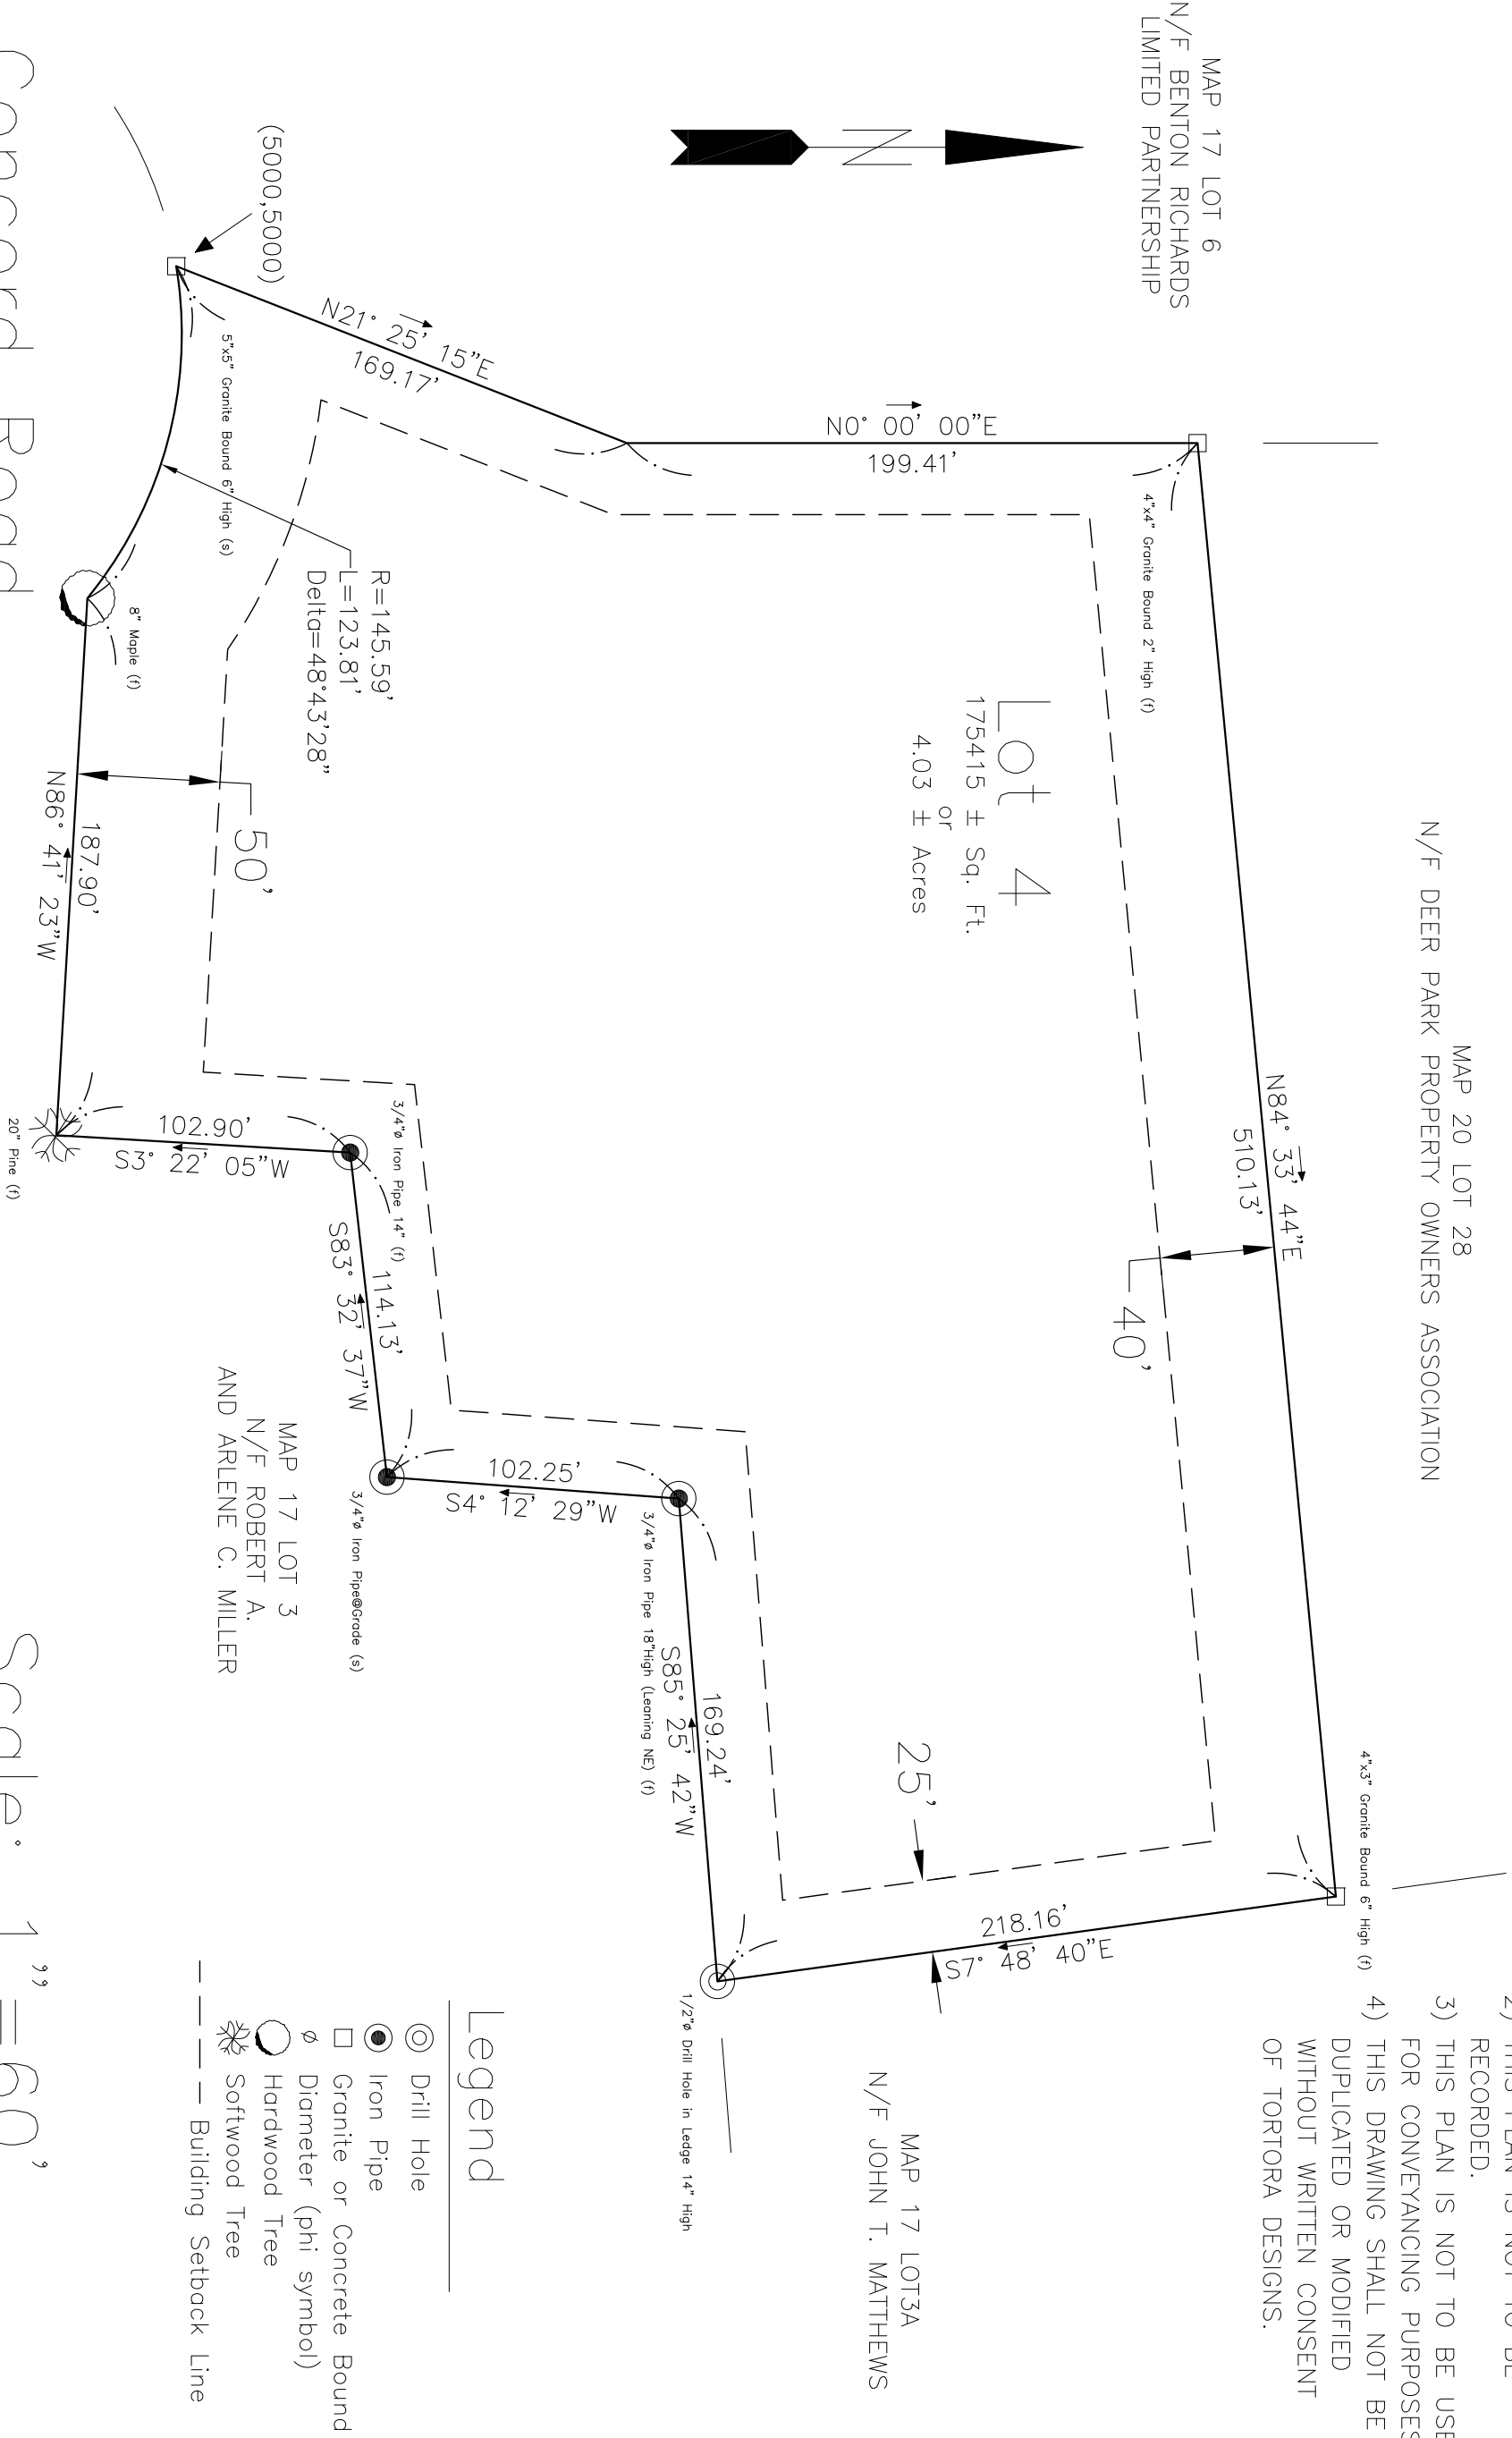 MAP 17 LOT 6
N/F BENTON RICHARDS
LIMITED PARTNERSHIP
N
MAP 20 LOT 28
N/F DEER PARK PROPERTY OWNERS ASSOCIATION
RECORDED.
3) THIS PLAN IS NOT TO BE USE
FOR CONVEYANCING PURPOSES
4) THIS DRAWING SHALL NOT BE
DUPLICATED OR MODIFIED
WITHOUT WRITTEN CONSENT
OF TORTORA DESIGNS.
4"x3" Granite Bound 6" High (f)
N84° 33' 44"E
510.13'
4"x4" Granite Bound 2" High (f)
40'
N0° 00' 00"E
199.41'
Lot 4
175415 ± Sq. Ft.
or
4.03 ± Acres
218.16'
S7° 48' 40"E
25'
MAP 17 LOT3A
N/F JOHN T. MATTHEWS
1/2"ø Drill Hole in Ledge 14" High
169.24'
S85° 25' 42"W
3/4"ø Iron Pipe 18"High (Leaning NE) (f)
102.25'
S4° 12' 29"W
N21° 25' 15"E
169.17'
(5000,5000)
5"x5" Granite Bound 6" High (s)
R=145.59'
L=123.81'
Delta=48°43'28"
3/4"ø Iron Pipe 14" (f)
114.13'
S83° 32' 37"W
3/4"ø Iron Pipe@Grade (s)
MAP 17 LOT 3
N/F ROBERT A.
AND ARLENE C. MILLER
50'
8" Maple (f)
102.90'
S3° 22' 05"W
187.90'
N86° 41' 23"W
20" Pine (f)
Legend
Drill Hole
Iron Pipe
Granite or Concrete Bound
ø Diameter (phi symbol)
Hardwood Tree
Softwood Tree
Building Setback Line
Concord Road
Scale: 1"=60'